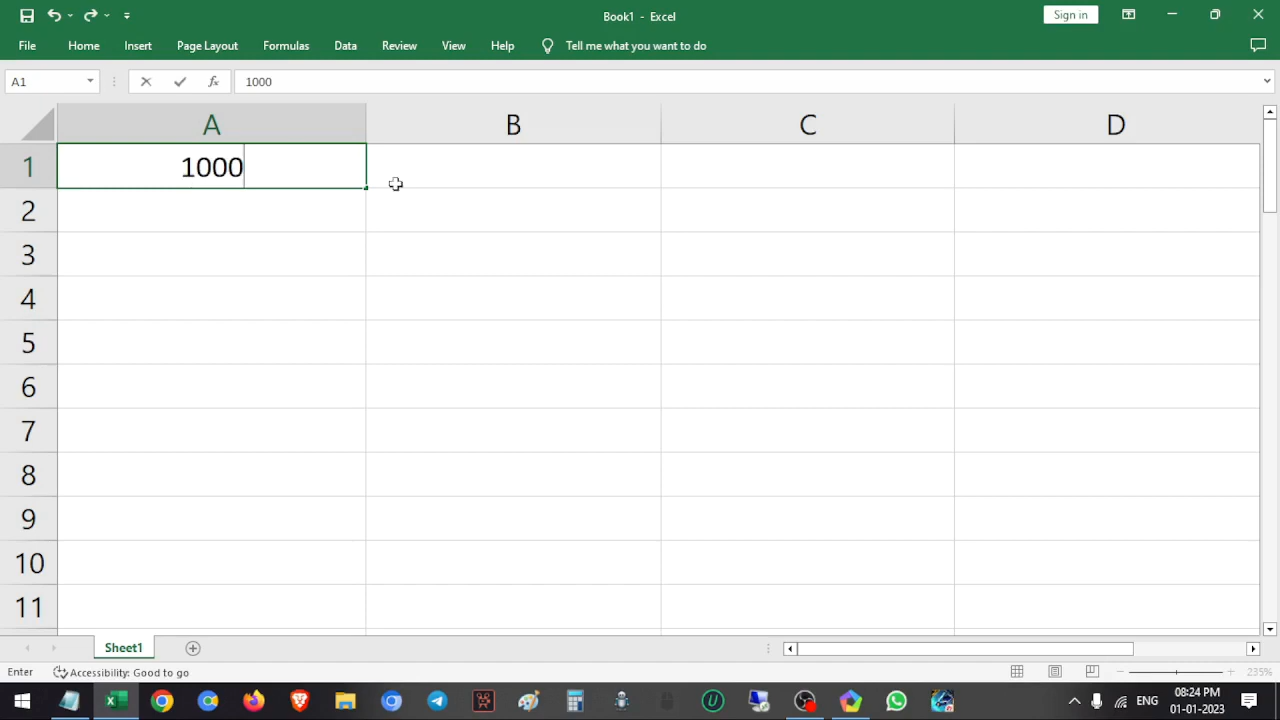 Book1 - Excel
Sign in
File Home Insert Page Layout Formulas Data Review View Help Tell me what you want to do
A1 fx 1000
A B C D
1 1000
2
3
4
5
6
7
8
9
10
11
Sheet1
Enter Accessibility: Good to go 235%
ENG 08:24 PM
01-01-2023